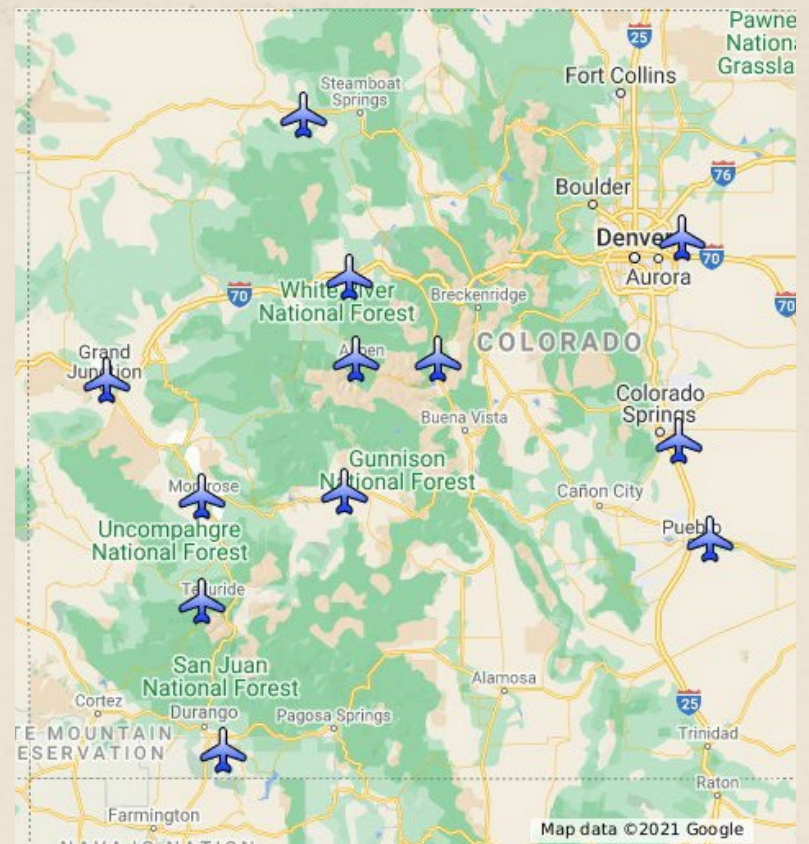 Pawne
Nation
Grassla
25
Fort Collins
Steamboat
Springs
76
Boulder
Denver
70
Aurora
70
White River
National Forest
70
Breckenridge
COLORADO
Grand
Junction
Aspen
Colorado
Springs
Buena Vista
Gunnison
National Forest
Montrose
Cañon City
Uncompahgre
National Forest
Pueblo
Telluride
San Juan
National Forest
Alamosa
Cortez
25
Durango
Pagosa Springs
TE MOUNTAIN
ESERVATION
Trinidad
Raton
Farmington
Map data ©2021 Google
NAVAJO NATION